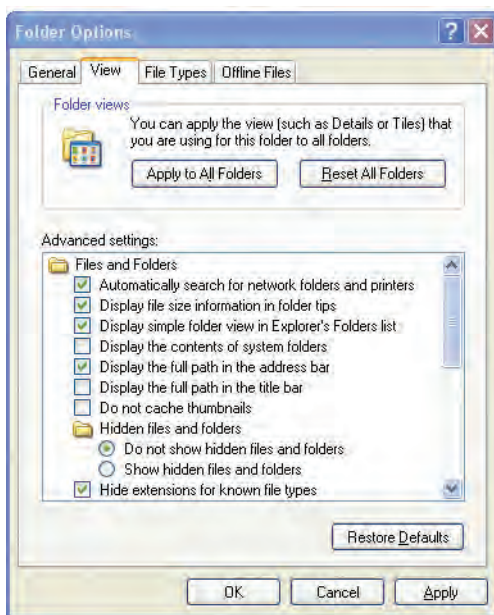 Folder Options
?
General View File Types Offline Files
Folder views
You can apply the view (such as Details or Tiles) that
you are using for this folder to all folders.
Apply to All Folders Reset All Folders
Advanced settings:
Files and Folders
Automatically search for network folders and printers
Display file size information in folder tips
Display simple folder view in Explorer's Folders list
Display the contents of system folders
Display the full path in the address bar
Display the full path in the title bar
Do not cache thumbnails
Hidden files and folders
Do not show hidden files and folders
Show hidden files and folders
Hide extensions for known file types
Restore Defaults
OK Cancel Apply